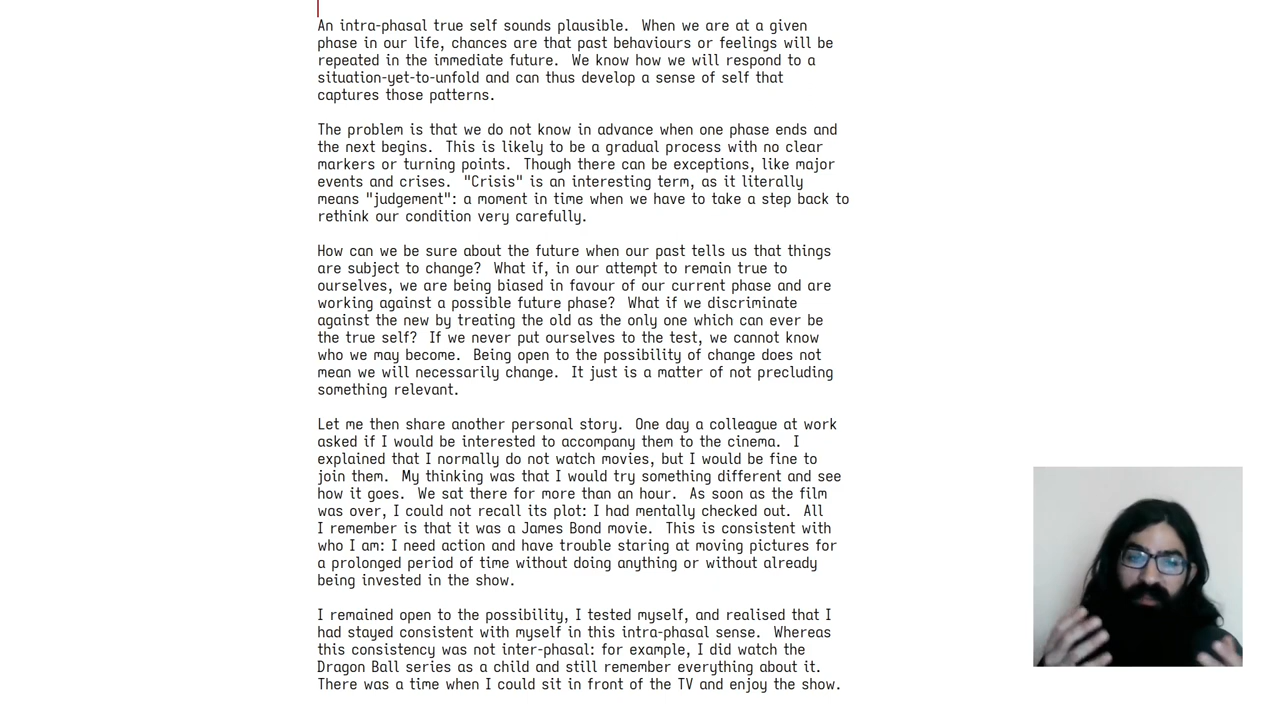 An intra-phasal true self sounds plausible.  When we are at a given
phase in our life, chances are that past behaviours or feelings will be
repeated in the immediate future.  We know how we will respond to a
situation-yet-to-unfold and can thus develop a sense of self that
captures those patterns.

The problem is that we do not know in advance when one phase ends and
the next begins.  This is likely to be a gradual process with no clear
markers or turning points.  Though there can be exceptions, like major
events and crises.  "Crisis" is an interesting term, as it literally
means "judgement": a moment in time when we have to take a step back to
rethink our condition very carefully.

How can we be sure about the future when our past tells us that things
are subject to change?  What if, in our attempt to remain true to
ourselves, we are being biased in favour of our current phase and are
working against a possible future phase?  What if we discriminate
against the new by treating the old as the only one which can ever be
the true self?  If we never put ourselves to the test, we cannot know
who we may become.  Being open to the possibility of change does not
mean we will necessarily change.  It just is a matter of not precluding
something relevant.

Let me then share another personal story.  One day a colleague at work
asked if I would be interested to accompany them to the cinema.  I
explained that I normally do not watch movies, but I would be fine to
join them.  My thinking was that I would try something different and see
how it goes.  We sat there for more than an hour.  As soon as the film
was over, I could not recall its plot: I had mentally checked out.  All
I remember is that it was a James Bond movie.  This is consistent with
who I am: I need action and have trouble staring at moving pictures for
a prolonged period of time without doing anything or without already
being invested in the show.

I remained open to the possibility, I tested myself, and realised that I
had stayed consistent with myself in this intra-phasal sense.  Whereas
this consistency was not inter-phasal: for example, I did watch the
Dragon Ball series as a child and still remember everything about it.
There was a time when I could sit in front of the TV and enjoy the show.